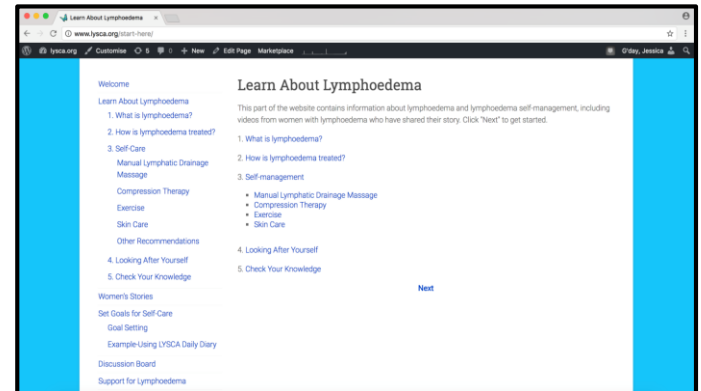 Learn About Lymphoedema
www.lysca.org/start-here/
lysca.org Customise 5 0 + New Edit Page Marketplace
G'day, Jessica
Welcome
Learn About Lymphoedema
1. What is lymphoedema?
2. How is lymphoedema treated?
3. Self-Care
Manual Lymphatic Drainage
Massage
Compression Therapy
Exercise
Skin Care
Other Recommendations
4. Looking After Yourself
5. Check Your Knowledge
Women's Stories
Set Goals for Self-Care
Goal Setting
Example-Using LYSCA Daily Diary
Discussion Board
Support for Lymphoedema
Learn About Lymphoedema
This part of the website contains information about lymphoedema and lymphoedema self-management, including
videos from women with lymphoedema who have shared their story. Click "Next" to get started.
1. What is lymphoedema?
2. How is lymphoedema treated?
3. Self-management
Manual Lymphatic Drainage Massage
Compression Therapy
Exercise
Skin Care
4. Looking After Yourself
5. Check Your Knowledge
Next